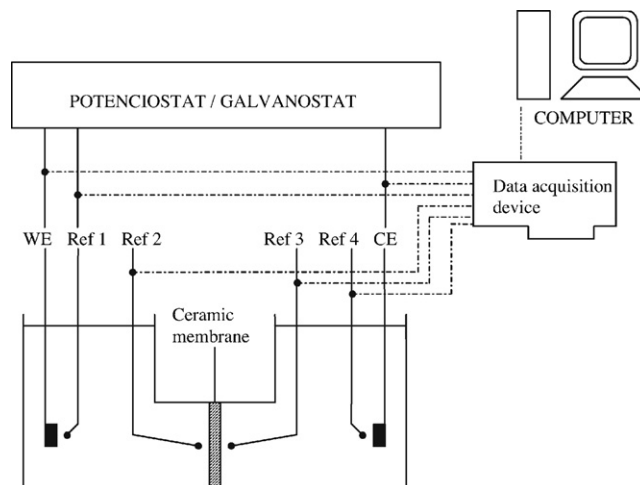 POTENCIOSTAT / GALVANOSTAT
COMPUTER
Data acquisition
device
WE Ref 1 Ref 2 Ref 3 Ref 4 CE
Ceramic
membrane